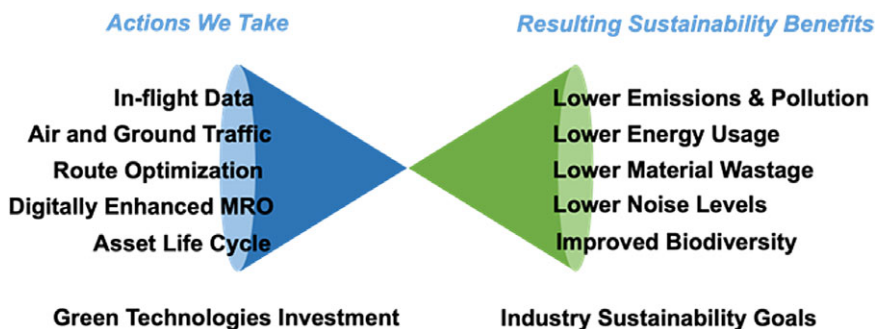 Actions We Take
Resulting Sustainability Benefits
In-flight Data
Air and Ground Traffic
Route Optimization
Digitally Enhanced MRO
Asset Life Cycle
Lower Emissions & Pollution
Lower Energy Usage
Lower Material Wastage
Lower Noise Levels
Improved Biodiversity
Green Technologies Investment
Industry Sustainability Goals